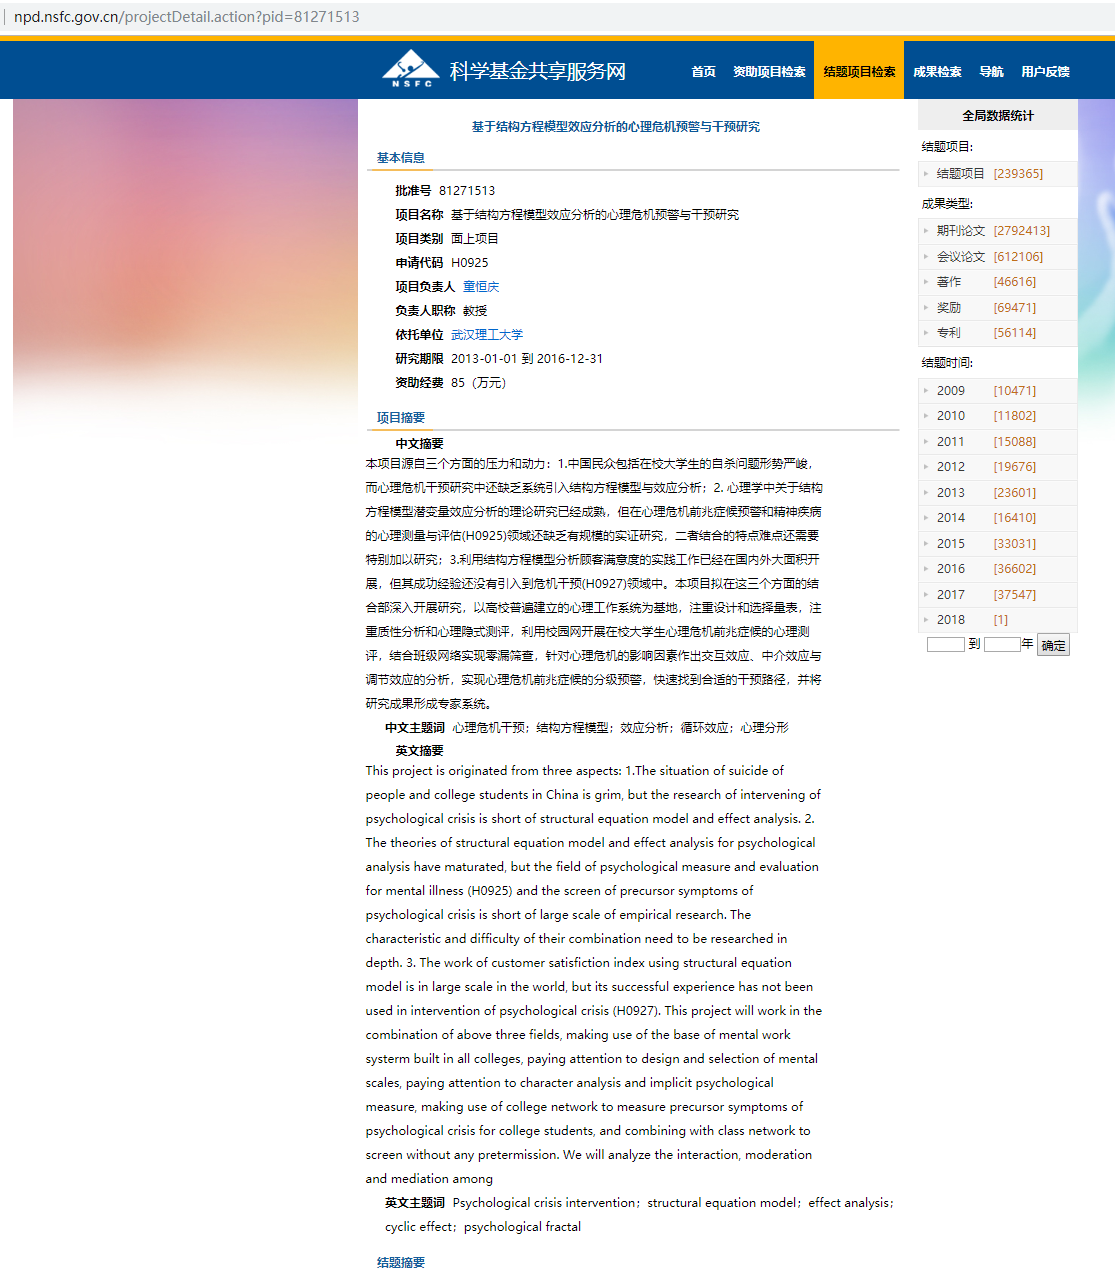 npd.nsfc.gov.cn/projectDetail.action?pid=81271513
NSFC
科学基金共享服务网
首页 资助项目检索 结题项目检索 成果检索 导航 用户反馈
基于结构方程模型效应分析的心理危机预警与干预研究
基本信息
批准号 81271513
项目名称 基于结构方程模型效应分析的心理危机预警与干预研究
项目类别 面上项目
申请代码 H0925
项目负责人 童恒庆
负责人职称 教授
依托单位 武汉理工大学
研究期限 2013-01-01 到 2016-12-31
资助经费 85（万元）
项目摘要
中文摘要
本项目源自三个方面的压力和动力：1.中国民众包括在校大学生的自杀问题形势严峻，
而心理危机干预研究中还缺乏系统引入结构方程模型与效应分析；2. 心理学中关于结构
方程模型潜变量效应分析的理论研究已经成熟，但在心理危机前兆症候预警和精神疾病
的心理测量与评估(H0925)领域还缺乏有规模的实证研究，二者结合的特点难点还需要
特别加以研究；3.利用结构方程模型分析顾客满意度的实践工作已经在国内外大面积开
展，但其成功经验还没有引入到危机干预(H0927)领域中。本项目拟在这三个方面的结
合部深入开展研究，以高校普遍建立的心理工作系统为基地，注重设计和选择量表，注
重质性分析和心理隐式测评，利用校园网开展在校大学生心理危机前兆症候的心理测
评，结合班级网络实现零漏筛查，针对心理危机的影响因素作出交互效应、中介效应与
调节效应的分析，实现心理危机前兆症候的分级预警，快速找到合适的干预路径，并将
研究成果形成专家系统。
中文主题词 心理危机干预；结构方程模型；效应分析；循环效应；心理分形
英文摘要
This project is originated from three aspects: 1.The situation of suicide of
people and college students in China is grim, but the research of intervening of
psychological crisis is short of structural equation model and effect analysis. 2.
The theories of structural equation model and effect analysis for psychological
analysis have maturated, but the field of psychological measure and evaluation
for mental illness (H0925) and the screen of precursor symptoms of
psychological crisis is short of large scale of empirical research. The
characteristic and difficulty of their combination need to be researched in
depth. 3. The work of customer satisfiction index using structural equation
model is in large scale in the world, but its successful experience has not been
used in intervention of psychological crisis (H0927). This project will work in the
combination of above three fields, making use of the base of mental work
systerm built in all colleges, paying attention to design and selection of mental
scales, paying attention to character analysis and implicit psychological
measure, making use of college network to measure precursor symptoms of
psychological crisis for college students, and combining with class network to
screen without any pretermission. We will analyze the interaction, moderation
and mediation among
英文主题词 Psychological crisis intervention；structural equation model；effect analysis；
cyclic effect；psychological fractal
结题摘要
全局数据统计
结题项目:
结题项目 [239365]
成果类型:
期刊论文 [2792413]
会议论文 [612106]
著作 [46616]
奖励 [69471]
专利 [56114]
结题时间:
2009 [10471]
2010 [11802]
2011 [15088]
2012 [19676]
2013 [23601]
2014 [16410]
2015 [33031]
2016 [36602]
2017 [37547]
2018 [1]
到 年 确定